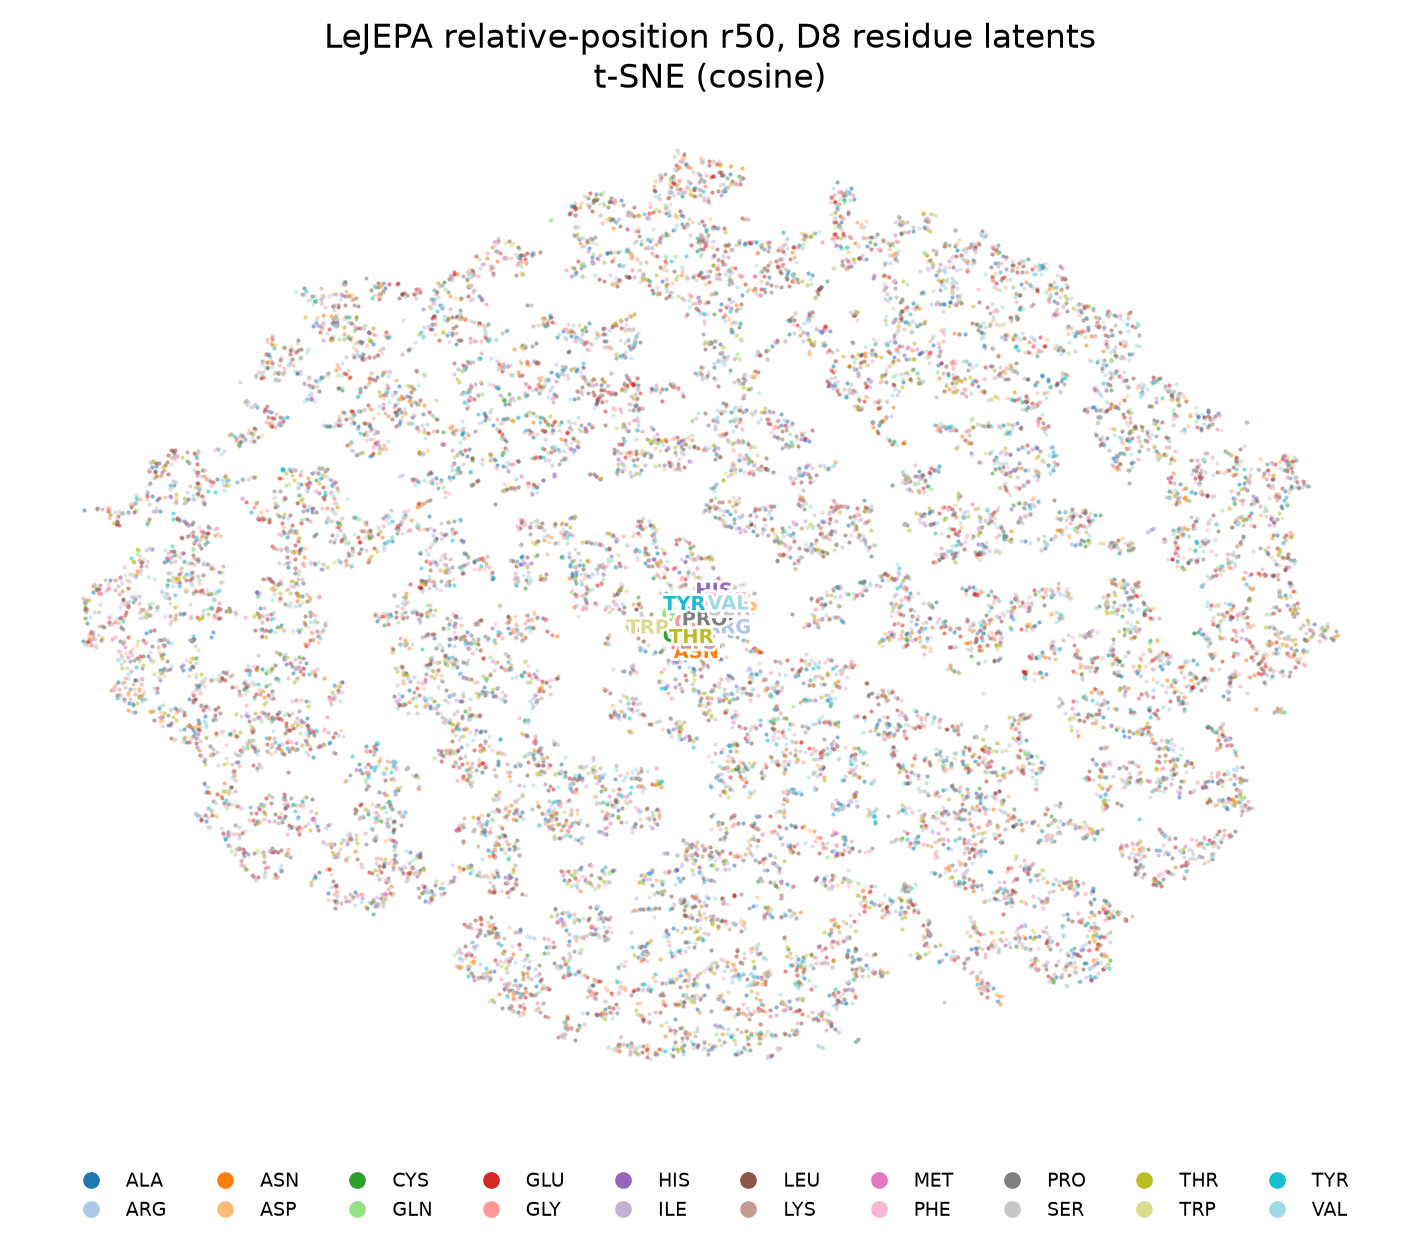 LeJEPA relative-position r50, D8 residue latents
t-SNE (cosine)
HIS
TYR VAL
PRO
TRP ARG
THR
ASN
ALA ASN CYS GLU HIS LEU MET PRO THR TYR
ARG ASP GLN GLY ILE LYS PHE SER TRP VAL